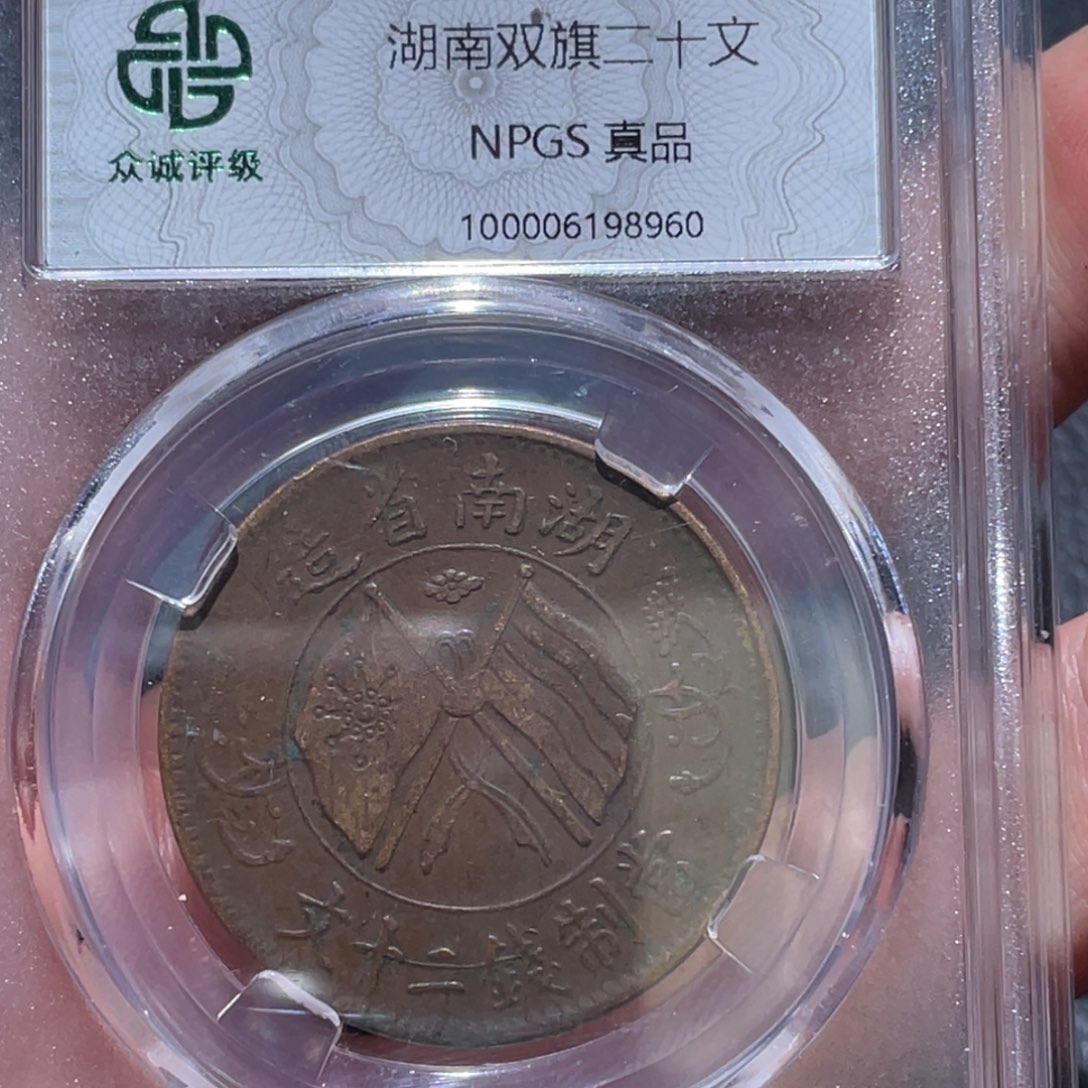 湖南双旗二十文
NPGS 真品
众诚评级
100006198960
湖南省造
當制錢二十文